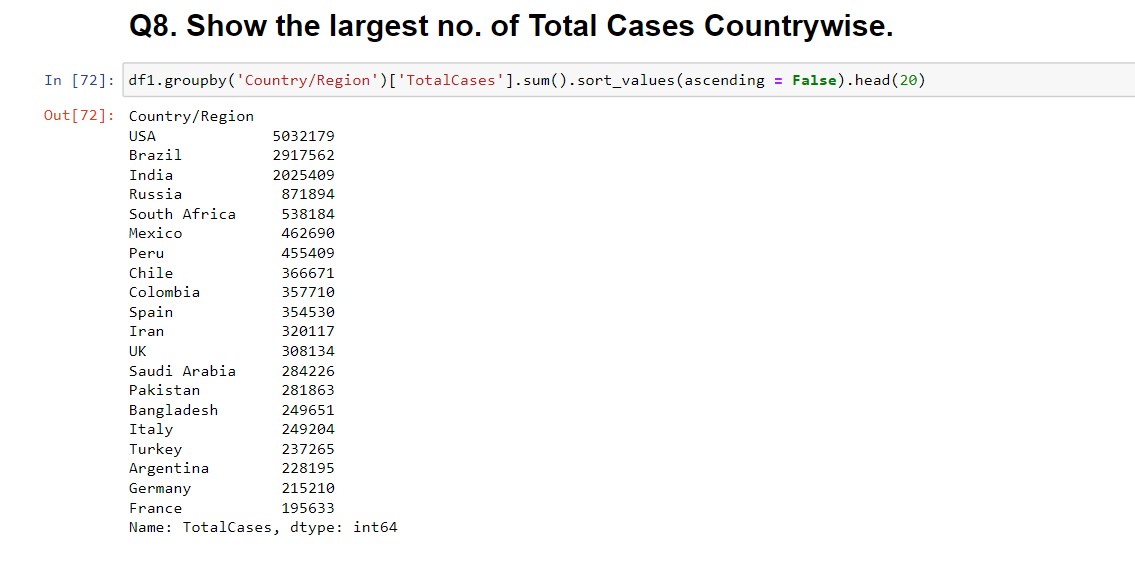 Q8. Show the largest no. of Total Cases Countrywise.
In [72]: df1.groupby('Country/Region')['TotalCases'].sum().sort_values(ascending = False).head(20)
Out[72]: Country/Region
USA 5032179
Brazil 2917562
India 2025409
Russia 871894
South Africa 538184
Mexico 462690
Peru 455409
Chile 366671
Colombia 357710
Spain 354530
Iran 320117
UK 308134
Saudi Arabia 284226
Pakistan 281863
Bangladesh 249651
Italy 249204
Turkey 237265
Argentina 228195
Germany 215210
France 195633
Name: TotalCases, dtype: int64